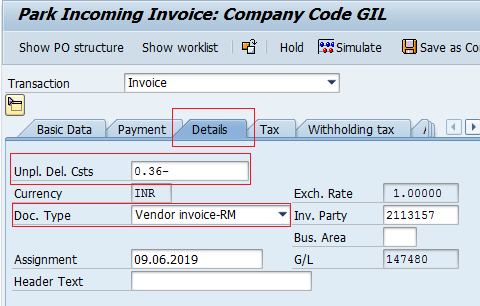 Park Incoming Invoice: Company Code GIL
Show PO structure Show worklist Hold Simulate Save as Co
Transaction Invoice
Basic Data Payment Details Tax Withholding tax
Unpl. Del. Csts 0.36-
Currency INR Exch. Rate 1.00000
Doc. Type Vendor invoice-RM Inv. Party 2113157
Bus. Area
Assignment 09.06.2019 G/L 147480
Header Text